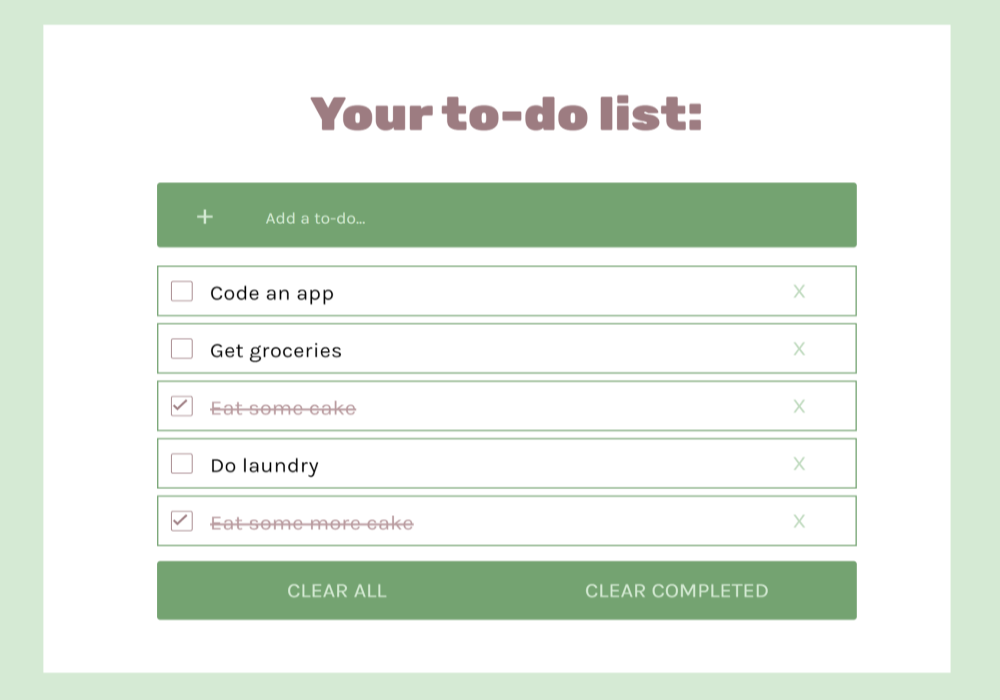 Your to-do list:
+ Add a to-do...
Code an app X
Get groceries X
Eat some cake X
Do laundry X
Eat some more cake X
CLEAR ALL CLEAR COMPLETED